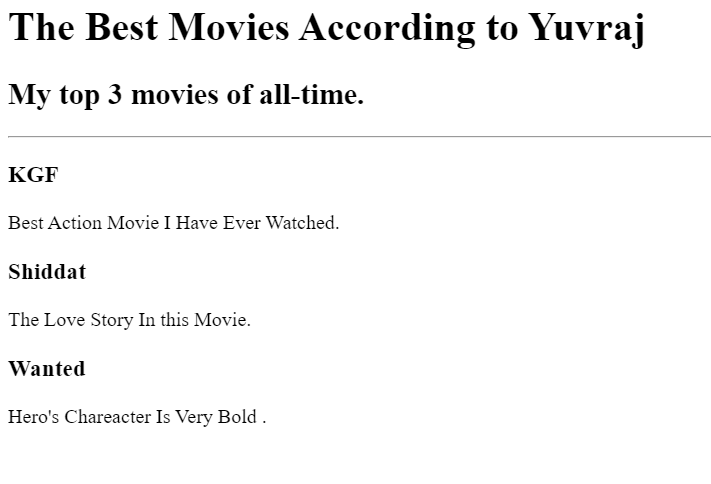 The Best Movies According to Yuvraj
My top 3 movies of all-time.
KGF
Best Action Movie I Have Ever Watched.
Shiddat
The Love Story In this Movie.
Wanted
Hero's Chareacter Is Very Bold .